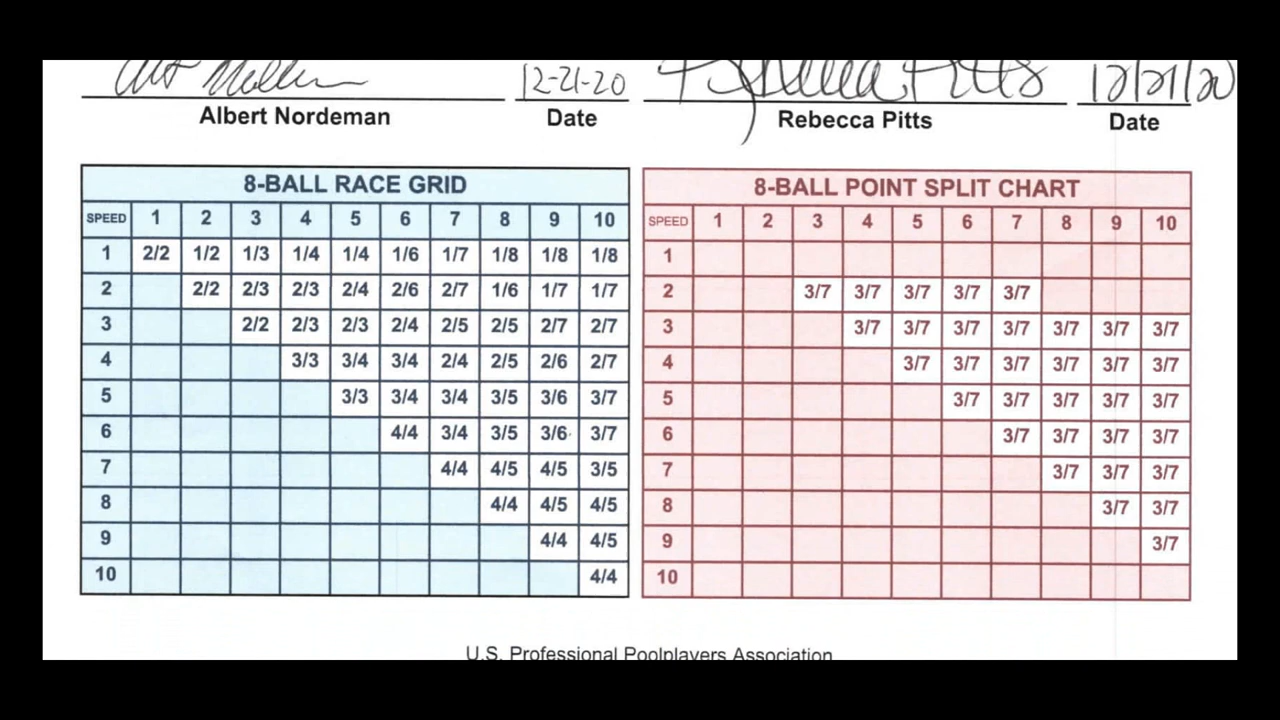 12-21-20 Rebecca Pitts 12/21/20
Albert Nordeman Date Rebecca Pitts Date
8-BALL RACE GRID
SPEED 1 2 3 4 5 6 7 8 9 10
1 2/2 1/2 1/3 1/4 1/4 1/6 1/7 1/8 1/8 1/8
2 2/2 2/3 2/3 2/4 2/6 2/7 1/6 1/7 1/7
3 2/2 2/3 2/3 2/4 2/5 2/5 2/7 2/7
4 3/3 3/4 3/4 2/4 2/5 2/6 2/7
5 3/3 3/4 3/4 3/5 3/6 3/7
6 4/4 3/4 3/5 3/6 3/7
7 4/4 4/5 4/5 3/5
8 4/4 4/5 4/5
9 4/4 4/5
10 4/4
8-BALL POINT SPLIT CHART
SPEED 1 2 3 4 5 6 7 8 9 10
1
2 3/7 3/7 3/7 3/7 3/7
3 3/7 3/7 3/7 3/7 3/7 3/7 3/7
4 3/7 3/7 3/7 3/7 3/7 3/7
5 3/7 3/7 3/7 3/7 3/7
6 3/7 3/7 3/7 3/7
7 3/7 3/7 3/7
8 3/7 3/7
9 3/7
10
U.S. Professional Poolplayers Association